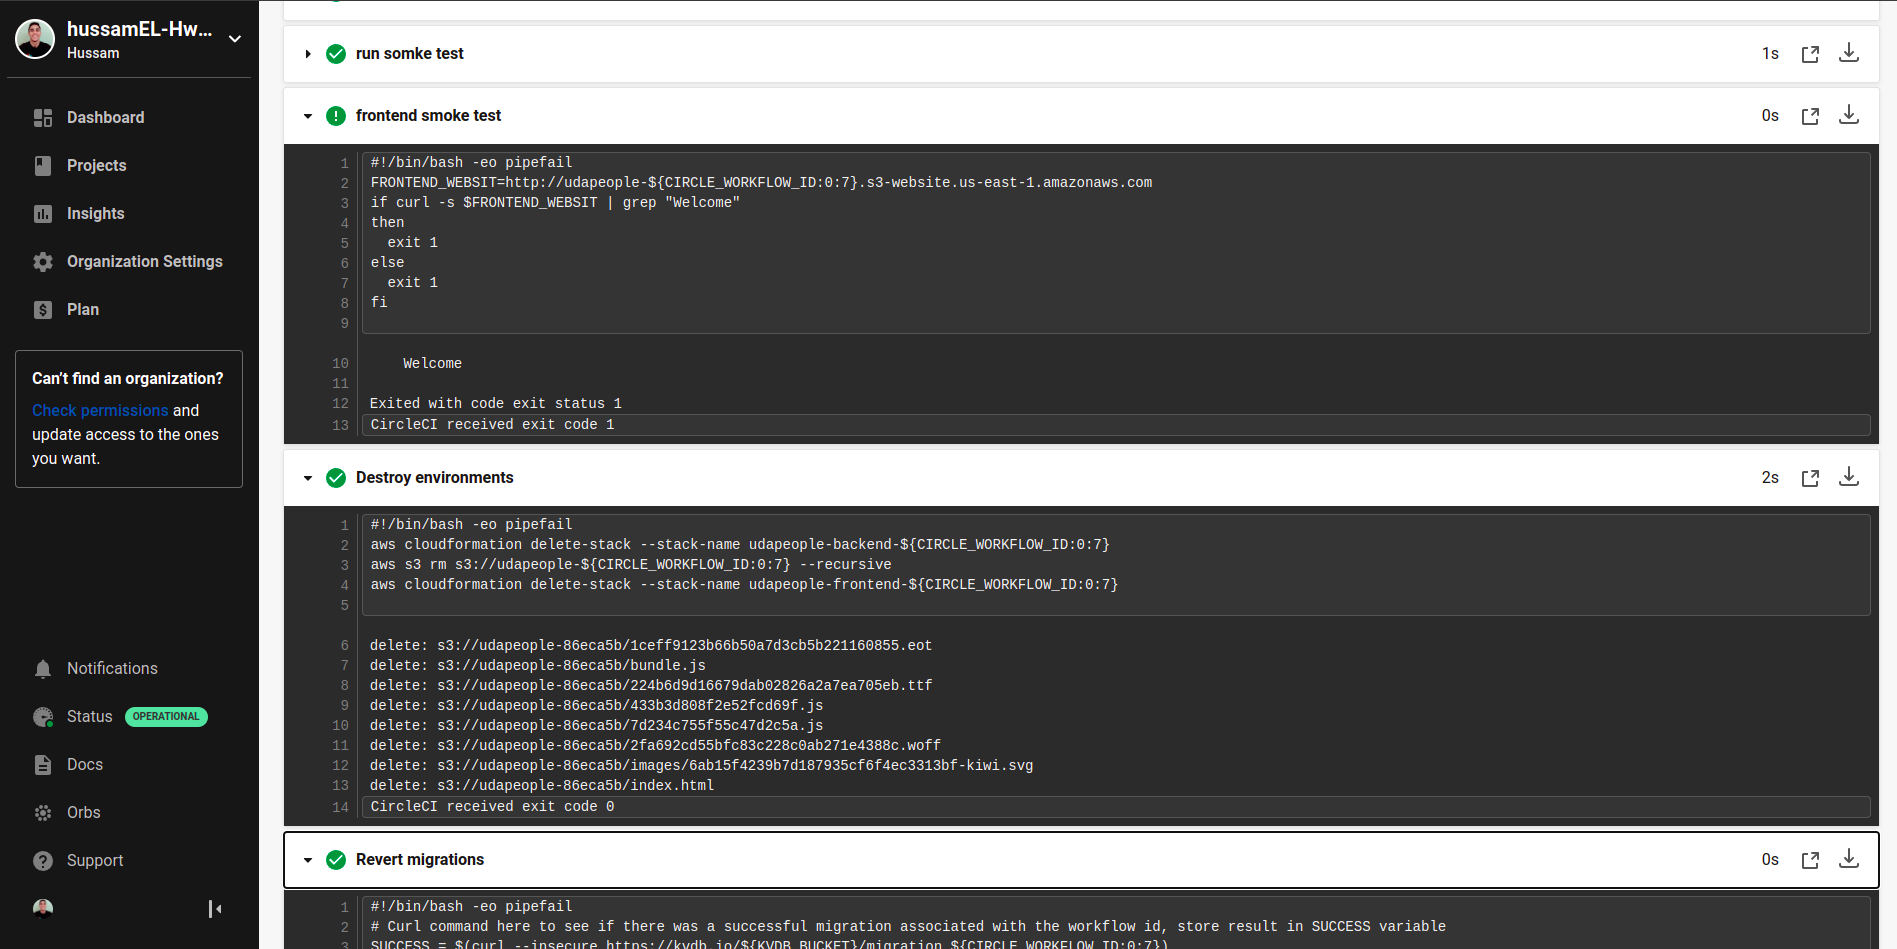 hussamEL-Hw...
Hussam
Dashboard
Projects
Insights
Organization Settings
Plan
Can't find an organization?
Check permissions and
update access to the ones
you want.
Notifications
Status OPERATIONAL
Docs
Orbs
Support
run somke test 1s
frontend smoke test 0s
1 #!/bin/bash -eo pipefail
2 FRONTEND_WEBSIT=http://udapeople-${CIRCLE_WORKFLOW_ID:0:7}.s3-website.us-east-1.amazonaws.com
3 if curl -s $FRONTEND_WEBSIT | grep "Welcome"
4 then
5   exit 1
6 else
7   exit 1
8 fi
9
10     Welcome
11
12 Exited with code exit status 1
13 CircleCI received exit code 1
Destroy environments 2s
1 #!/bin/bash -eo pipefail
2 aws cloudformation delete-stack --stack-name udapeople-backend-${CIRCLE_WORKFLOW_ID:0:7}
3 aws s3 rm s3://udapeople-${CIRCLE_WORKFLOW_ID:0:7} --recursive
4 aws cloudformation delete-stack --stack-name udapeople-frontend-${CIRCLE_WORKFLOW_ID:0:7}
5
6 delete: s3://udapeople-86eca5b/1ceff9123b66b50a7d3cb5b221160855.eot
7 delete: s3://udapeople-86eca5b/bundle.js
8 delete: s3://udapeople-86eca5b/224b6d9d16679dab02826a2a7ea705eb.ttf
9 delete: s3://udapeople-86eca5b/433b3d808f2e52fcd69f.js
10 delete: s3://udapeople-86eca5b/7d234c755f55c47d2c5a.js
11 delete: s3://udapeople-86eca5b/2fa692cd55bfc83c228c0ab271e4388c.woff
12 delete: s3://udapeople-86eca5b/images/6ab15f4239b7d187935cf6f4ec3313bf-kiwi.svg
13 delete: s3://udapeople-86eca5b/index.html
14 CircleCI received exit code 0
Revert migrations 0s
1 #!/bin/bash -eo pipefail
2 # Curl command here to see if there was a successful migration associated with the workflow id, store result in SUCCESS variable
3 SUCCESS = $(curl --insecure https://kvdb.io/${KVDB_BUCKET}/migration_${CIRCLE_WORKFLOW_ID:0:7})